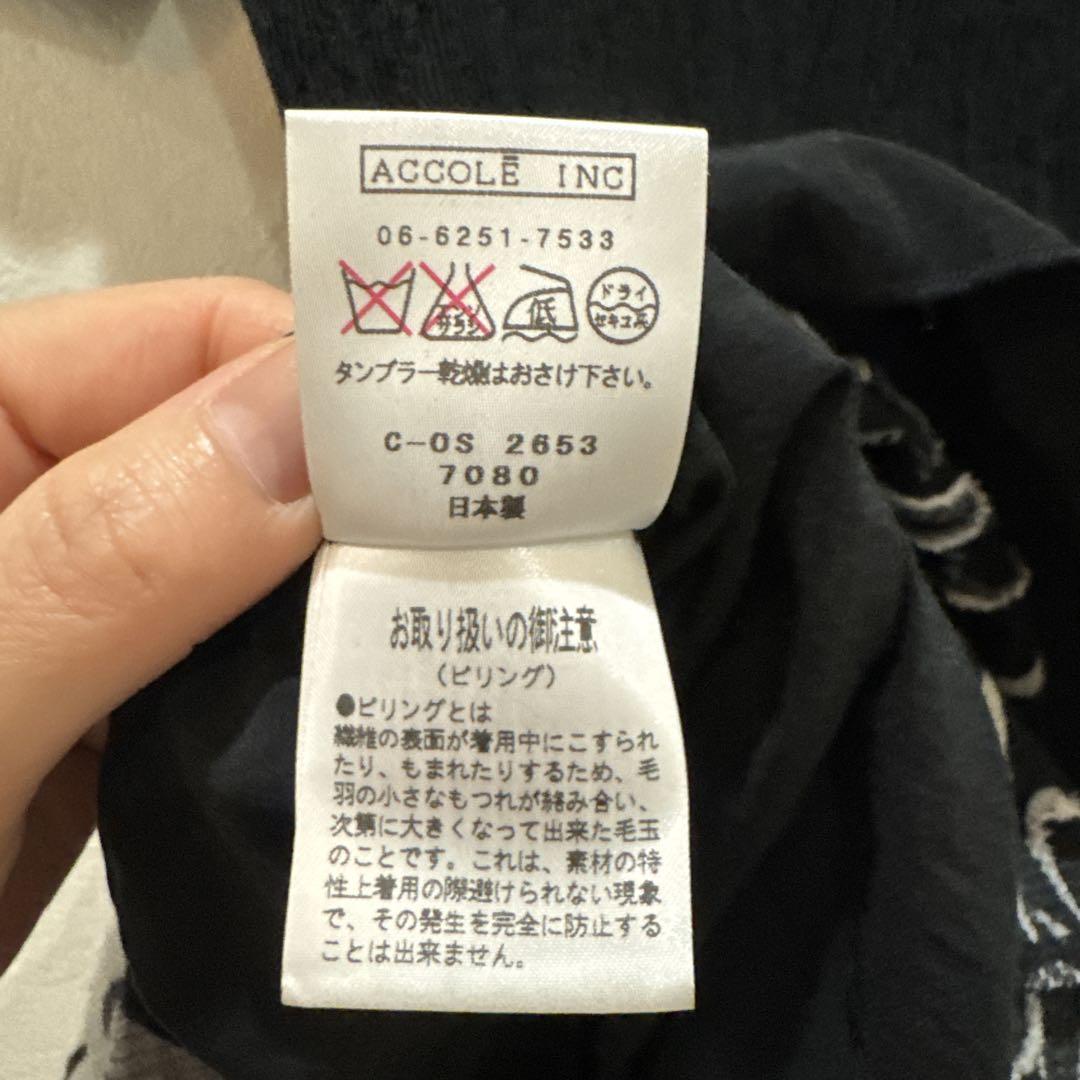 ACCOLĒ INC
06-6251-7533
サラシ
低
ドライ
セキユ系
タンブラー乾燥はおさけ下さい。
C-OS 2653
7080
日本製
お取り扱いの御注意
(ピリング)
●ピリングとは
繊維の表面が着用中にこすられ
たり、もまれたりするため、毛
羽の小さなもつれが絡み合い、
次第に大きくなって出来た毛玉
のことです。これは、素材の特
性上着用の際避けられない現象
で、その発生を完全に防止する
ことは出来ません。